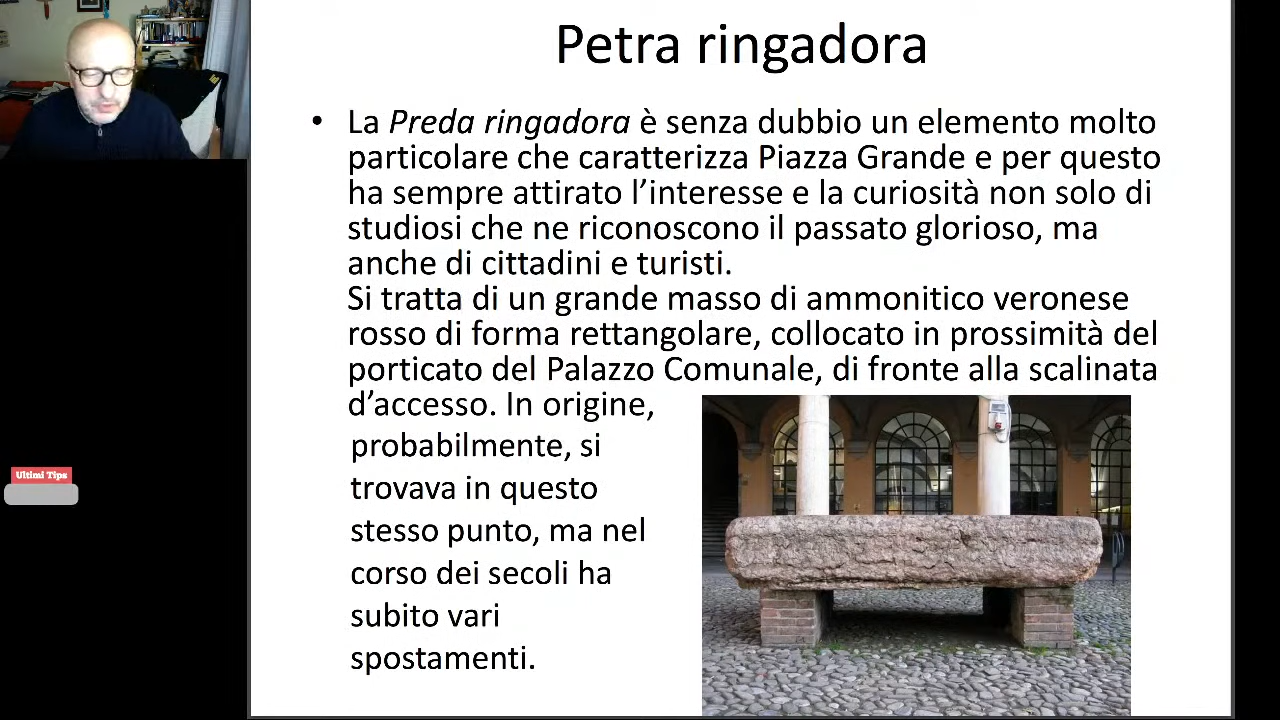 Petra ringadora
• La Preda ringadora è senza dubbio un elemento molto
particolare che caratterizza Piazza Grande e per questo
ha sempre attirato l’interesse e la curiosità non solo di
studiosi che ne riconoscono il passato glorioso, ma
anche di cittadini e turisti.
Si tratta di un grande masso di ammonitico veronese
rosso di forma rettangolare, collocato in prossimità del
porticato del Palazzo Comunale, di fronte alla scalinata
d’accesso. In origine,
probabilmente, si
trovava in questo
stesso punto, ma nel
corso dei secoli ha
subito vari
spostamenti.
Ultimi Tips